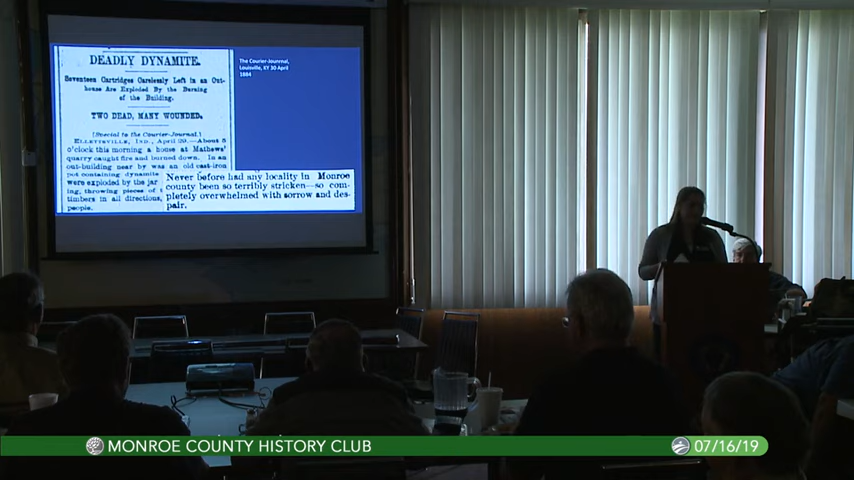 DEADLY DYNAMITE.
Seventeen Cartridges Carelessly Left in an Out-
house Are Exploded By the Burning
of the Building.
TWO DEAD, MANY WOUNDED.
(Special to the Courier-Journal.)
ELLETTSVILLE, IND., April 29.—About 5
o'clock this morning a house at Mathews'
quarry caught fire and burned down. In an
out-building near by was an old cast-iron
pot containing dynamite
were exploded by the jar
ing, throwing pieces of t
timbers in all directions,
people.
Never before had any locality in Monroe
county been so terribly stricken—so com-
pletely overwhelmed with sorrow and des-
pair.
The Courier-Journal,
Louisville, KY 30 April
1884
MONROE COUNTY HISTORY CLUB
07/16/19